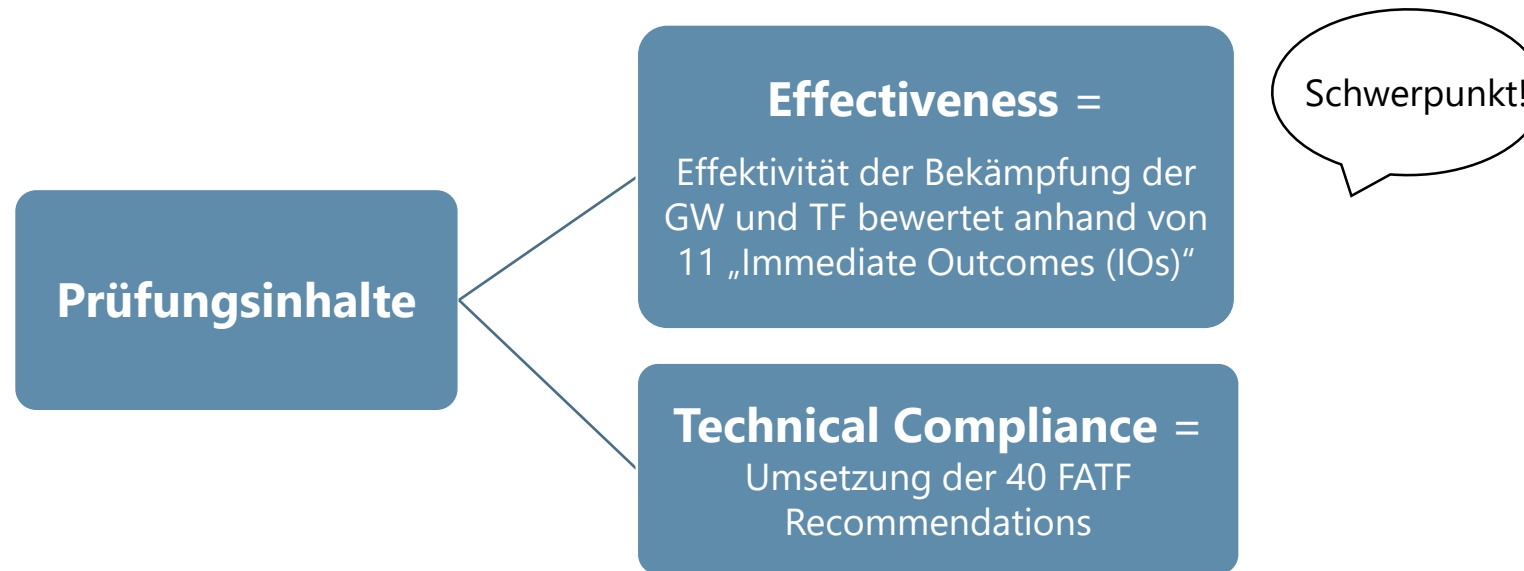 Prüfungsinhalte
Effectiveness =
Effektivität der Bekämpfung der
GW und TF bewertet anhand von
11 „Immediate Outcomes (IOs)“
Schwerpunkt!
Technical Compliance =
Umsetzung der 40 FATF
Recommendations